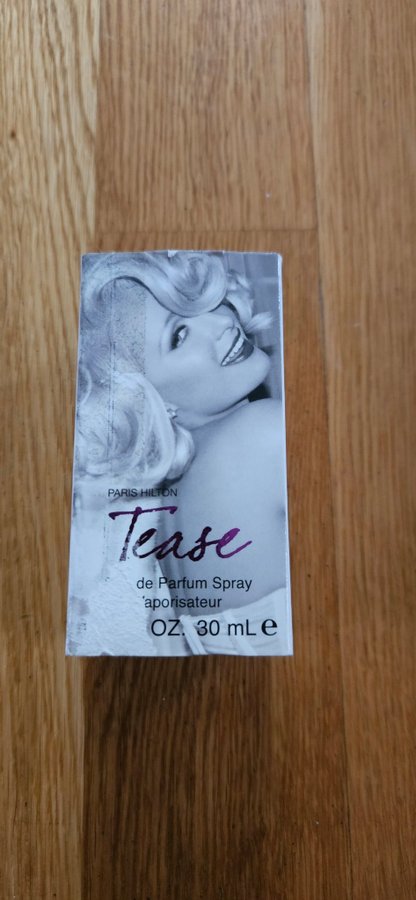 PARIS HILTON
Tease
de Parfum Spray
aporisateur
OZ. 30 mL e